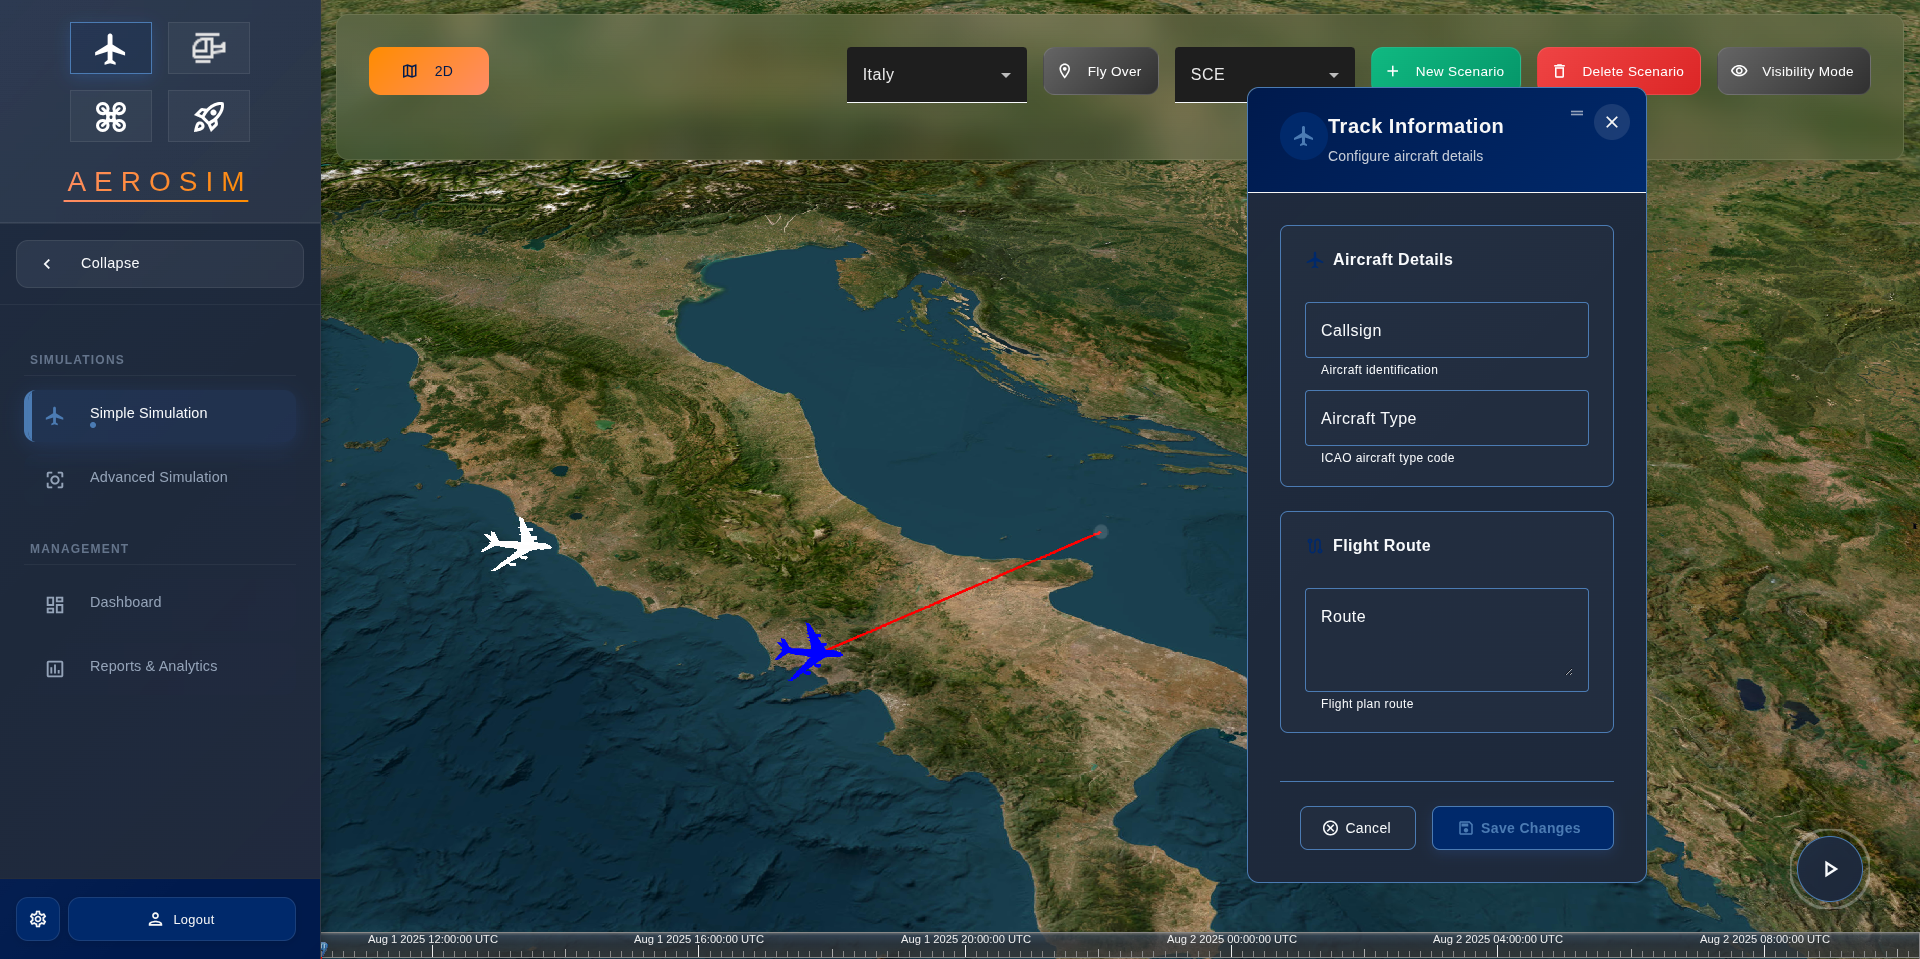 AEROSIM
Collapse
SIMULATIONS
Simple Simulation
Advanced Simulation
MANAGEMENT
Dashboard
Reports & Analytics
Logout
2D
Italy
Fly Over
SCE
New Scenario
Delete Scenario
Visibility Mode
Track Information
Configure aircraft details
Aircraft Details
Callsign
Aircraft identification
Aircraft Type
ICAO aircraft type code
Flight Route
Route
Flight plan route
Cancel
Save Changes
Aug 1 2025 12:00:00 UTC
Aug 1 2025 16:00:00 UTC
Aug 1 2025 20:00:00 UTC
Aug 2 2025 00:00:00 UTC
Aug 2 2025 04:00:00 UTC
Aug 2 2025 08:00:00 UTC